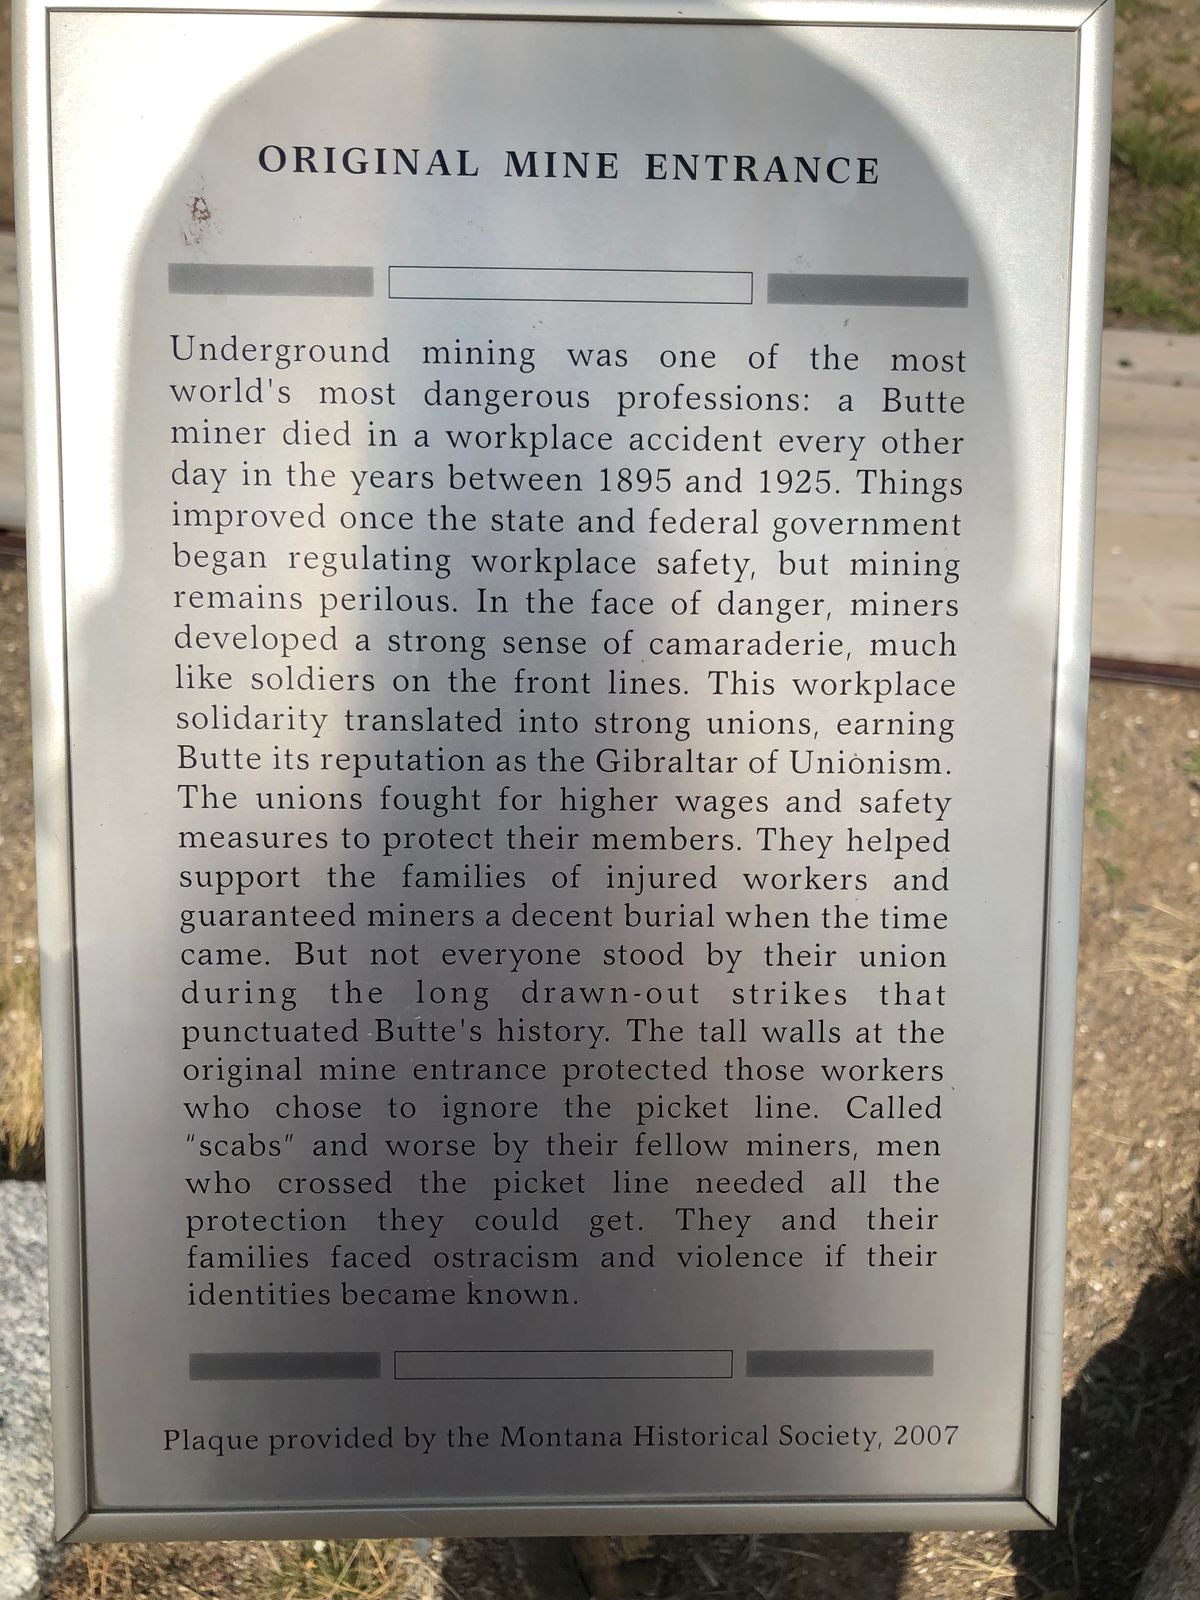 ORIGINAL MINE ENTRANCE
Underground mining was one of the most
world's most dangerous professions: a Butte
miner died in a workplace accident every other
day in the years between 1895 and 1925. Things
improved once the state and federal government
began regulating workplace safety, but mining
remains perilous. In the face of danger, miners
developed a strong sense of camaraderie, much
like soldiers on the front lines. This workplace
solidarity translated into strong unions, earning
Butte its reputation as the Gibraltar of Unionism.
The unions fought for higher wages and safety
measures to protect their members. They helped
support the families of injured workers and
guaranteed miners a decent burial when the time
came. But not everyone stood by their union
during the long drawn-out strikes that
punctuated Butte's history. The tall walls at the
original mine entrance protected those workers
who chose to ignore the picket line. Called
"scabs" and worse by their fellow miners, men
who crossed the picket line needed all the
protection they could get. They and their
families faced ostracism and violence if their
identities became known.
Plaque provided by the Montana Historical Society, 2007